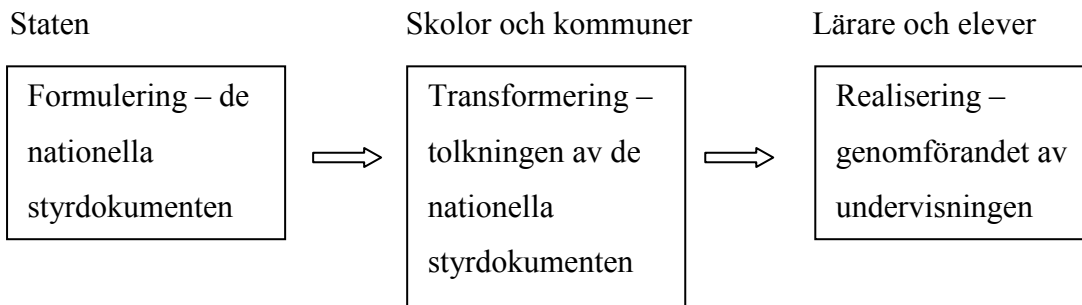 Staten
Skolor och kommuner
Lärare och elever
Formulering – de
nationella
styrdokumenten
Transformering –
tolkningen av de
nationella
styrdokumenten
Realisering –
genomförandet av
undervisningen